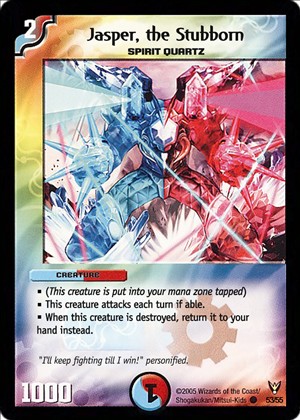 2
Jasper, the Stubborn
SPIRIT QUARTZ
CREATURE
• (This creature is put into your mana zone tapped)
• This creature attacks each turn if able.
• When this creature is destroyed, return it to your
hand instead.
"I'll keep fighting till I win!" personified.
1000
©2005 Wizards of the Coast/
Shogakukan/Mitsui-Kids
53/55